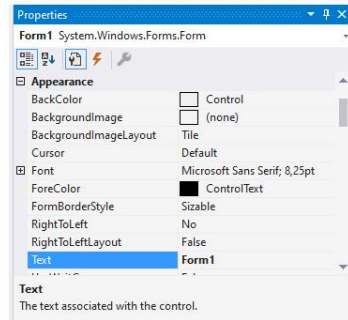 Properties
Form1 System.Windows.Forms.Form
Appearance
BackColor Control
BackgroundImage (none)
BackgroundImageLayout Tile
Cursor Default
Font Microsoft Sans Serif; 8,25pt
ForeColor ControlText
FormBorderStyle Sizable
RightToLeft No
RightToLeftLayout False
Text Form1
Text
The text associated with the control.